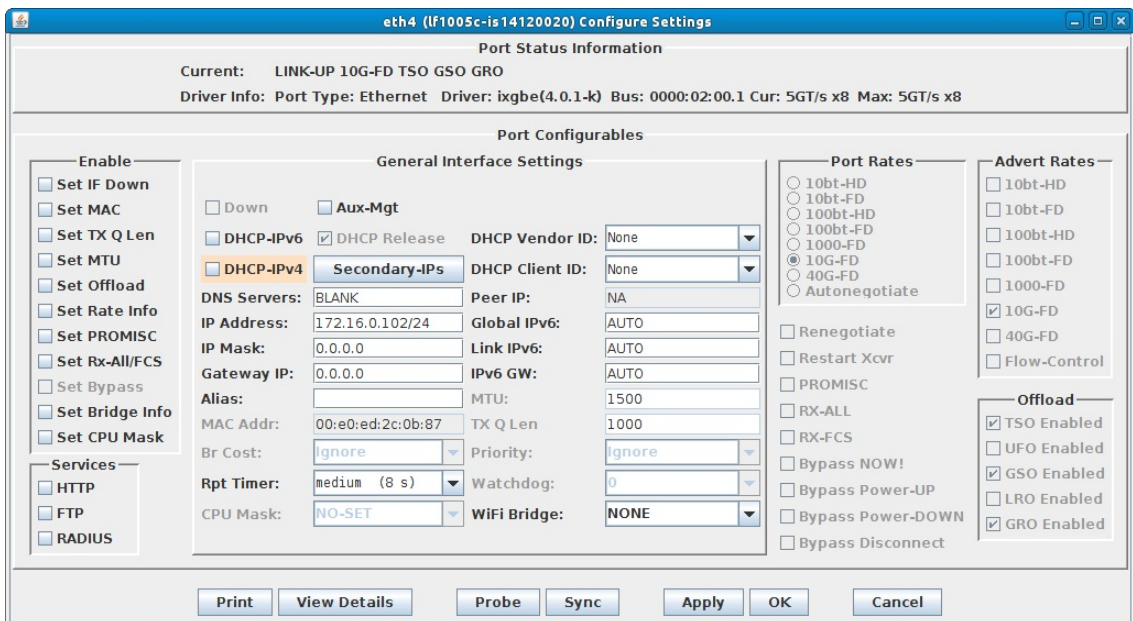 eth4 (lf1005c-is14120020) Configure Settings
Port Status Information
Current: LINK-UP 10G-FD TSO GSO GRO
Driver Info: Port Type: Ethernet Driver: ixgbe(4.0.1-k) Bus: 0000:02:00.1 Cur: 5GT/s x8 Max: 5GT/s x8
Port Configurables
Enable
Set IF Down
Set MAC
Set TX Q Len
Set MTU
Set Offload
Set Rate Info
Set PROMISC
Set Rx-All/FCS
Set Bypass
Set Bridge Info
Set CPU Mask
Services
HTTP
FTP
RADIUS
General Interface Settings
Down Aux-Mgt
DHCP-IPv6 DHCP Release DHCP Vendor ID: None
DHCP-IPv4 Secondary-IPs DHCP Client ID: None
DNS Servers: BLANK Peer IP: NA
IP Address: 172.16.0.102/24 Global IPv6: AUTO
IP Mask: 0.0.0.0 Link IPv6: AUTO
Gateway IP: 0.0.0.0 IPv6 GW: AUTO
Alias: MTU: 1500
MAC Addr: 00:e0:ed:2c:0b:87 TX Q Len 1000
Br Cost: Ignore Priority: Ignore
Rpt Timer: medium (8 s) Watchdog: 0
CPU Mask: NO-SET WiFi Bridge: NONE
Port Rates
10bt-HD
10bt-FD
100bt-HD
100bt-FD
1000-FD
10G-FD
40G-FD
Autonegotiate
Renegotiate
Restart Xcvr
PROMISC
RX-ALL
RX-FCS
Bypass NOW!
Bypass Power-UP
Bypass Power-DOWN
Bypass Disconnect
Advert Rates
10bt-HD
10bt-FD
100bt-HD
100bt-FD
1000-FD
10G-FD
40G-FD
Flow-Control
Offload
TSO Enabled
UFO Enabled
GSO Enabled
LRO Enabled
GRO Enabled
Print View Details Probe Sync Apply OK Cancel